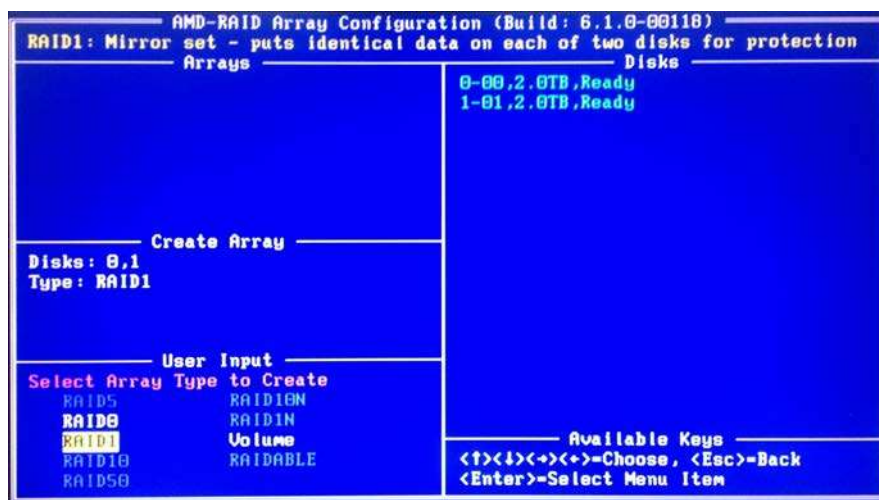 AMD-RAID Array Configuration (Build: 6.1.0-00118)
RAID1: Mirror set - puts identical data on each of two disks for protection
Arrays
Create Array
Disks: 0,1
Type: RAID1
User Input
Select Array Type to Create
RAID5 RAID10N
RAID0 RAID1N
RAID1 Volume
RAID10 RAIDABLE
RAID50
Disks
0-00,2.0TB,Ready
1-01,2.0TB,Ready
Available Keys
<↑><↓><→><←>=Choose, <Esc>=Back
<Enter>=Select Menu Item